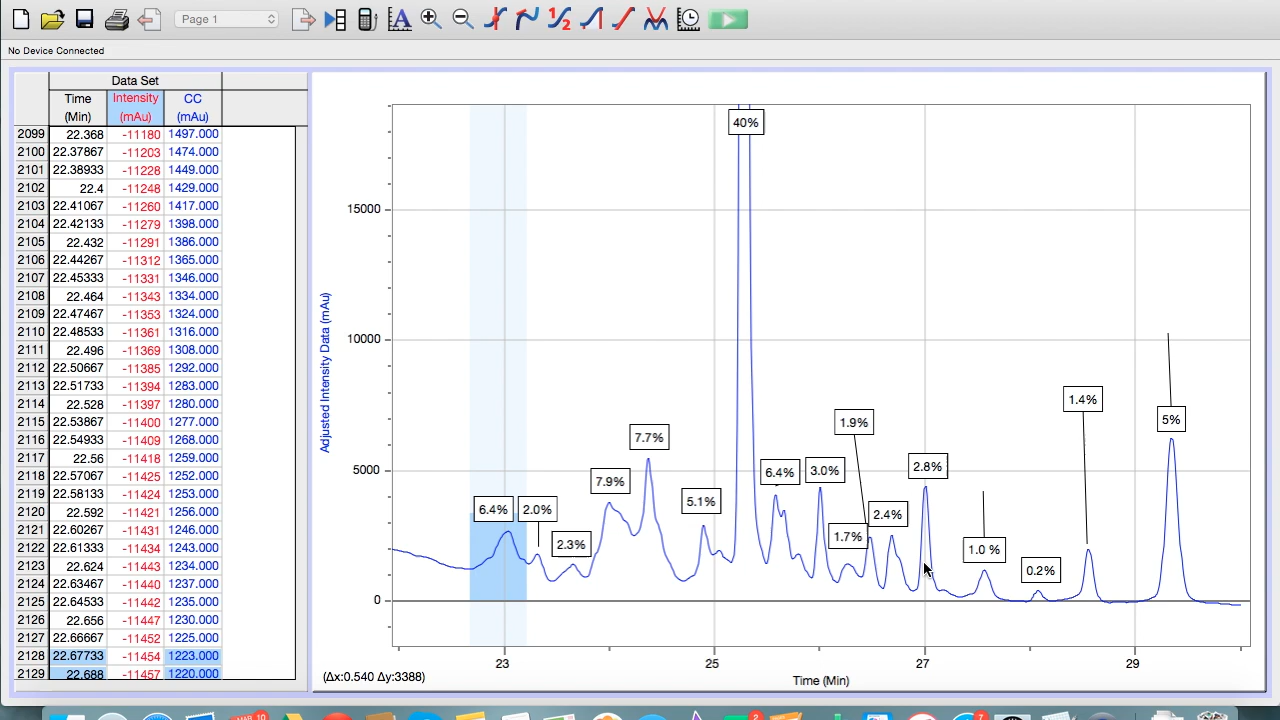 Page 1
No Device Connected
Data Set
Time Intensity CC
(Min) (mAu) (mAu)
2099 22.368 -11180 1497.000
2100 22.37867 -11203 1474.000
2101 22.38933 -11228 1449.000
2102 22.4 -11248 1429.000
2103 22.41067 -11260 1417.000
2104 22.42133 -11279 1398.000
2105 22.432 -11291 1386.000
2106 22.44267 -11312 1365.000
2107 22.45333 -11331 1346.000
2108 22.464 -11343 1334.000
2109 22.47467 -11353 1324.000
2110 22.48533 -11361 1316.000
2111 22.496 -11369 1308.000
2112 22.50667 -11385 1292.000
2113 22.51733 -11394 1283.000
2114 22.528 -11397 1280.000
2115 22.53867 -11400 1277.000
2116 22.54933 -11409 1268.000
2117 22.56 -11418 1259.000
2118 22.57067 -11425 1252.000
2119 22.58133 -11424 1253.000
2120 22.592 -11421 1256.000
2121 22.60267 -11431 1246.000
2122 22.61333 -11434 1243.000
2123 22.624 -11443 1234.000
2124 22.63467 -11440 1237.000
2125 22.64533 -11442 1235.000
2126 22.656 -11447 1230.000
2127 22.66667 -11452 1225.000
2128 22.67733 -11454 1223.000
2129 22.688 -11457 1220.000
Adjusted Intensity Data (mAu)
15000
10000
5000
0
40%
1.4%
5%
1.9%
7.7%
2.8%
6.4%
3.0%
7.9%
5.1%
6.4%
2.0%
2.4%
1.7%
2.3%
1.0 %
0.2%
23 25 27 29
(Δx:0.540 Δy:3388)
Time (Min)